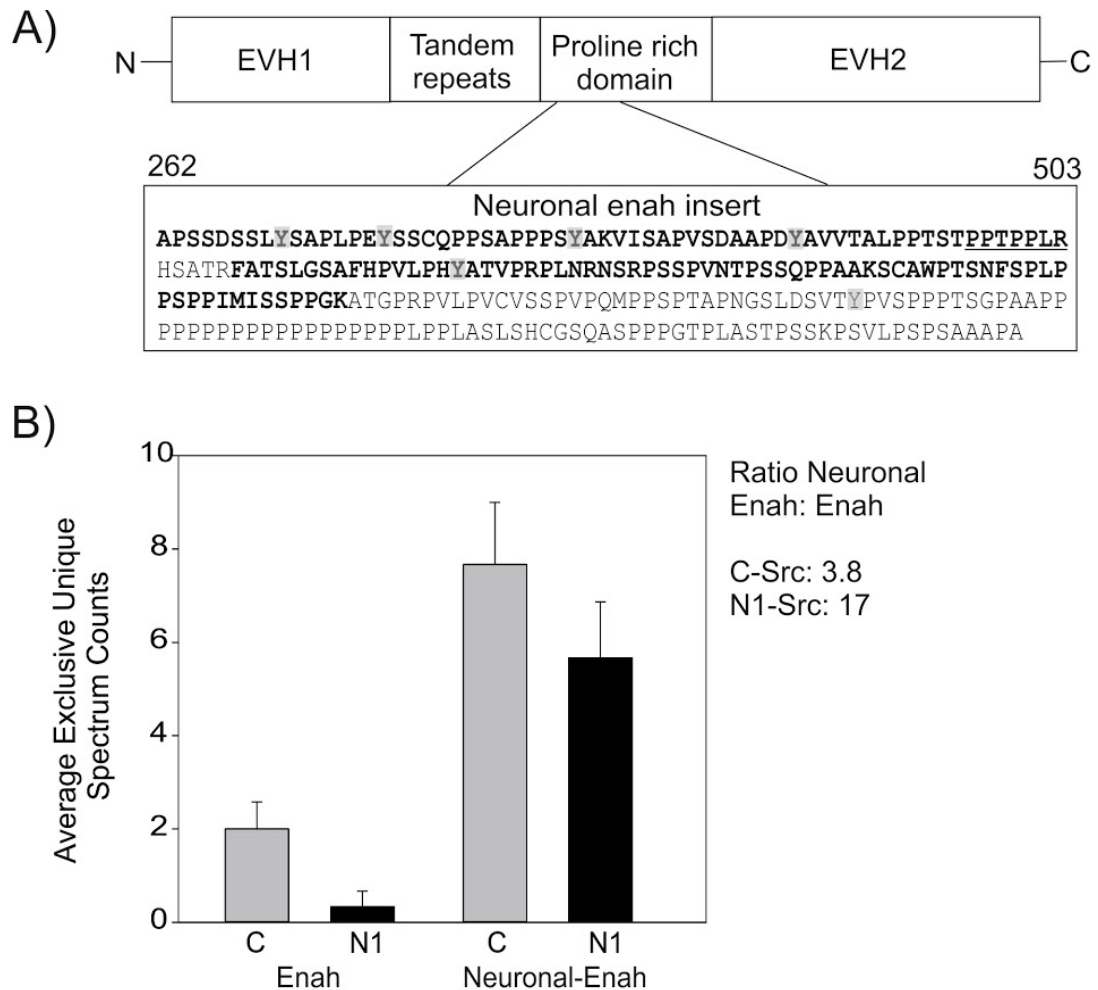 A)
N
EVH1
Tandem
repeats
Proline rich
domain
EVH2
C
262
503
Neuronal enah insert
APSSDSSLYSAPLPEYSSCQPPSAPPPSYAKVISAPVSDAAPDYAVVTALPPTSTPPTPPLR
HSATRFATSLGSAFHPVLPHYATVPRPLNRNSRPSSPVNTPSSQPPAAKSCAWPTSNFSPLP
PSPPIMISSPPGKATGPRPVLPVCVSSPVPQMPPSPTAPNGSLDSVTYPVSPPPTSGPAAPP
PPPPPPPPPPPPPPPPLPPLASLSHCGSQASPPPGTPLASTPSSKPSVLPSPSAAAPA
B)
10
8
6
4
2
0
Average Exclusive Unique
Spectrum Counts
C
N1
C
N1
Enah
Neuronal-Enah
Ratio Neuronal
Enah: Enah
C-Src: 3.8
N1-Src: 17